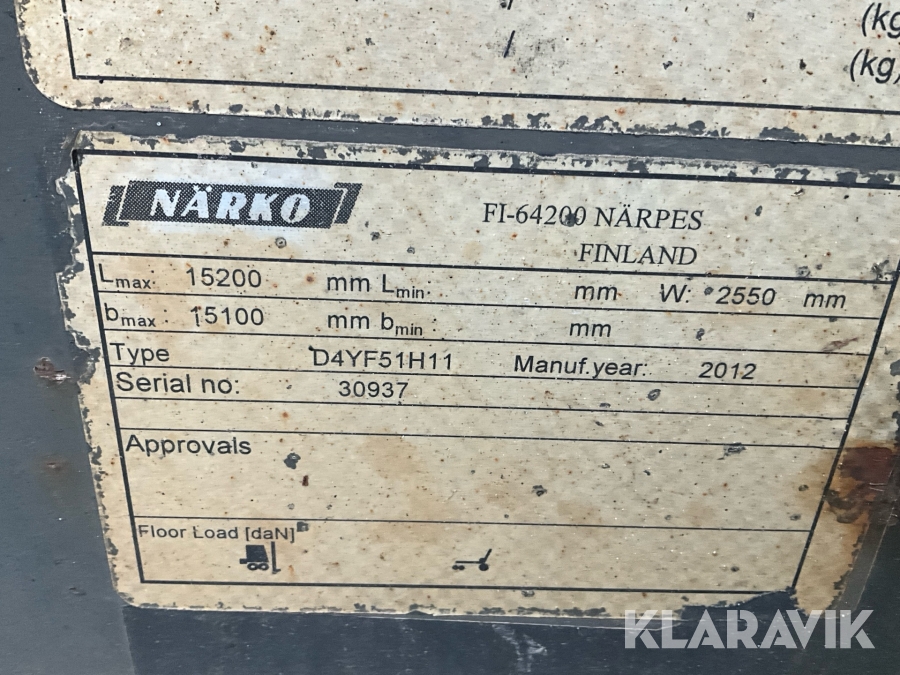 (kg)
(kg)
NÄRKO
FI-64200 NÄRPES
FINLAND
Lmax: 15200 mm Lmin: mm W: 2550 mm
bmax: 15100 mm bmin: mm
Type D4YF51H11 Manuf.year: 2012
Serial no: 30937
Approvals
Floor Load [daN]
KLARAVIK